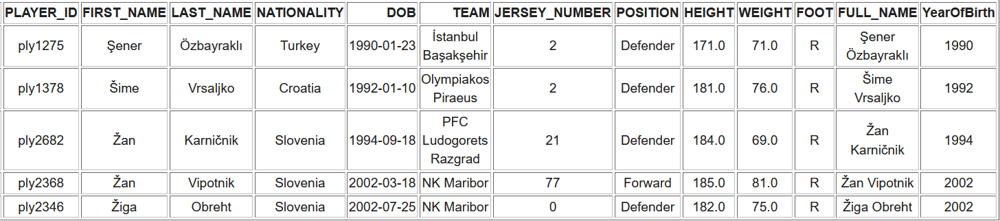 PLAYER_ID FIRST_NAME LAST_NAME NATIONALITY DOB TEAM JERSEY_NUMBER POSITION HEIGHT WEIGHT FOOT FULL_NAME YearOfBirth
ply1275 Şener Özbayraklı Turkey 1990-01-23 İstanbul Başakşehir 2 Defender 171.0 71.0 R Şener Özbayraklı 1990
ply1378 Šime Vrsaljko Croatia 1992-01-10 Olympiakos Piraeus 2 Defender 181.0 76.0 R Šime Vrsaljko 1992
ply2682 Žan Karničnik Slovenia 1994-09-18 PFC Ludogorets Razgrad 21 Defender 184.0 69.0 R Žan Karničnik 1994
ply2368 Žan Vipotnik Slovenia 2002-03-18 NK Maribor 77 Forward 185.0 81.0 R Žan Vipotnik 2002
ply2346 Žiga Obreht Slovenia 2002-07-25 NK Maribor 0 Defender 182.0 75.0 R Žiga Obreht 2002